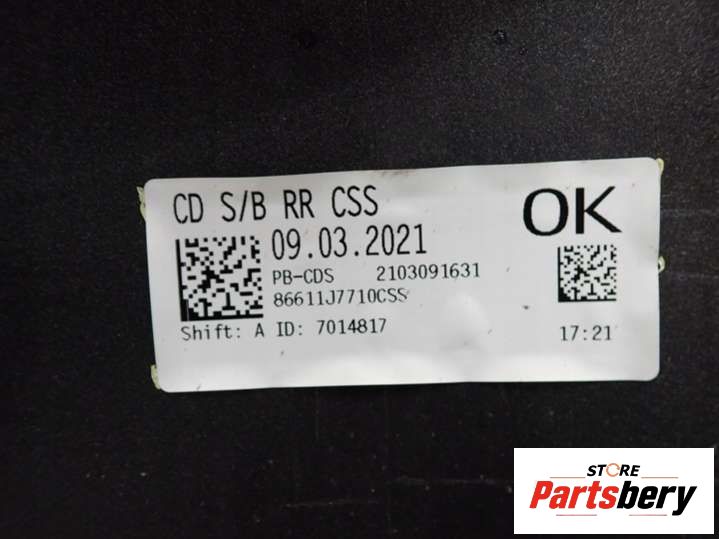 CD S/B RR CSS
OK
09.03.2021
PB-CDS 2103091631
86611J7710CSS
Shift: A ID: 7014817
17:21
STORE
Partsbery